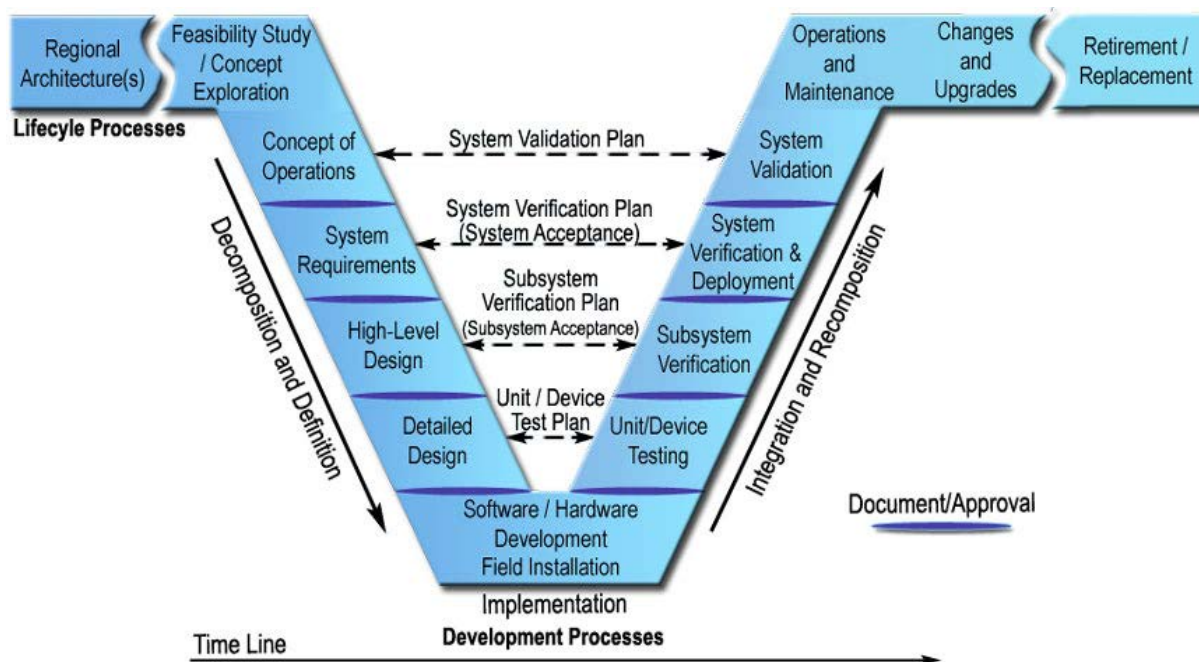 Regional
Architecture(s)
Feasibility Study
/ Concept
Exploration
Operations
and
Maintenance
Changes
and
Upgrades
Retirement /
Replacement
Lifecyle Processes
Concept of
Operations
System Validation Plan
System
Validation
System
Requirements
System Verification Plan
(System Acceptance)
System
Verification &
Deployment
High-Level
Design
Subsystem
Verification Plan
(Subsystem Acceptance)
Subsystem
Verification
Detailed
Design
Unit / Device
Test Plan
Unit/Device
Testing
Decomposition and Definition
Integration and Recomposition
Software / Hardware
Development
Field Installation
Document/Approval
Implementation
Development Processes
Time Line